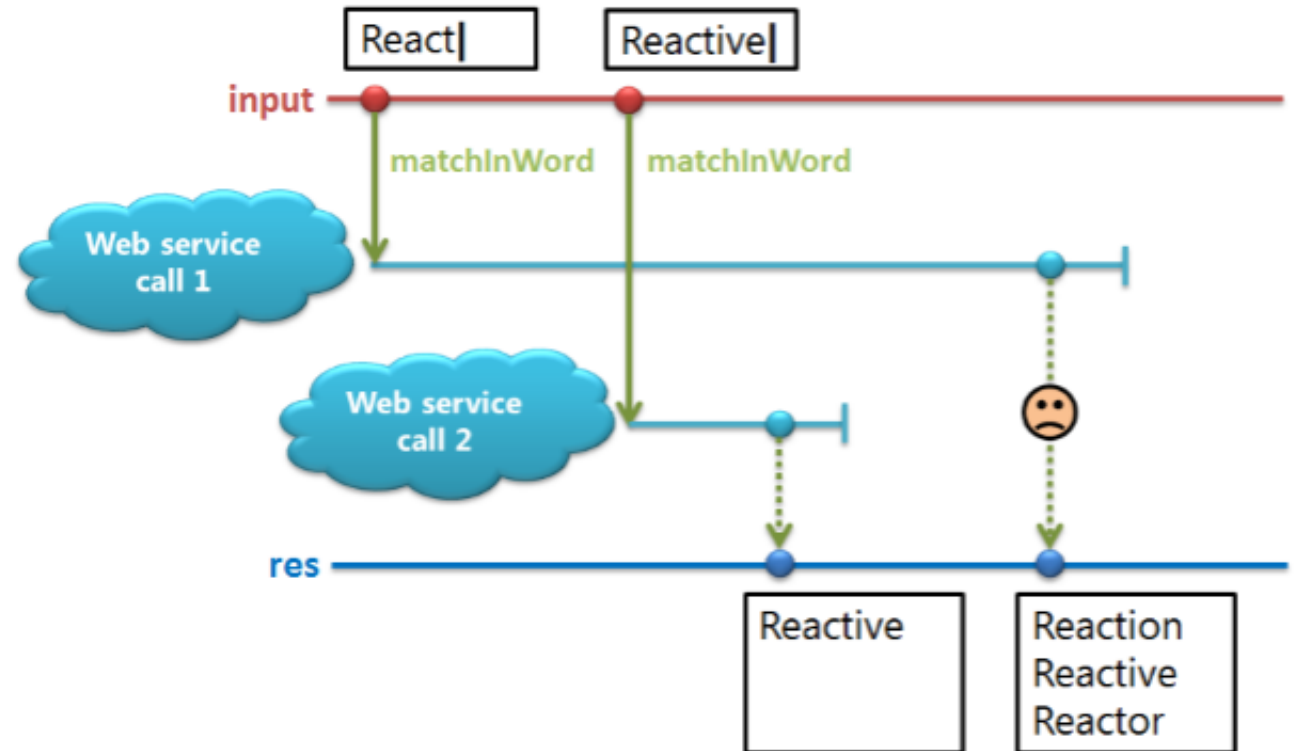 React|
Reactive|
input
matchInWord
matchInWord
Web service
call 1
Web service
call 2
res
Reactive
Reaction
Reactive
Reactor